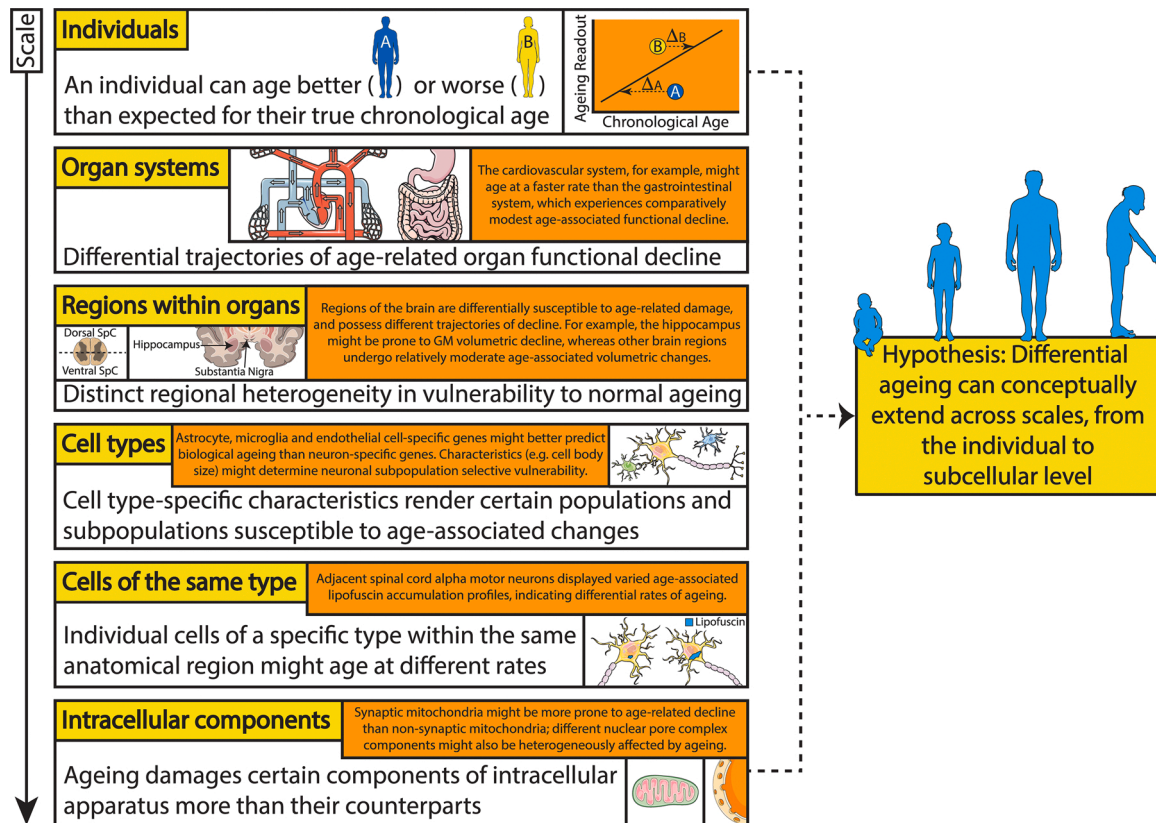 Scale
Individuals
A
B
An individual can age better ( ) or worse ( )
than expected for their true chronological age
Ageing Readout
B
ΔB
ΔA
A
Chronological Age
Organ systems
The cardiovascular system, for example, might
age at a faster rate than the gastrointestinal
system, which experiences comparatively
modest age-associated functional decline.
Differential trajectories of age-related organ functional decline
Regions within organs
Dorsal SpC
Ventral SpC
Hippocampus
Substantia Nigra
Regions of the brain are differentially susceptible to age-related damage,
and possess different trajectories of decline. For example, the hippocampus
might be prone to GM volumetric decline, whereas other brain regions
undergo relatively moderate age-associated volumetric changes.
Distinct regional heterogeneity in vulnerability to normal ageing
Cell types
Astrocyte, microglia and endothelial cell-specific genes might better predict
biological ageing than neuron-specific genes. Characteristics (e.g. cell body
size) might determine neuronal subpopulation selective vulnerability.
Cell type-specific characteristics render certain populations and
subpopulations susceptible to age-associated changes
Cells of the same type
Adjacent spinal cord alpha motor neurons displayed varied age-associated
lipofuscin accumulation profiles, indicating differential rates of ageing.
Individual cells of a specific type within the same
anatomical region might age at different rates
Lipofuscin
Intracellular components
Synaptic mitochondria might be more prone to age-related decline
than non-synaptic mitochondria; different nuclear pore complex
components might also be heterogeneously affected by ageing.
Ageing damages certain components of intracellular
apparatus more than their counterparts
Hypothesis: Differential
ageing can conceptually
extend across scales, from
the individual to
subcellular level